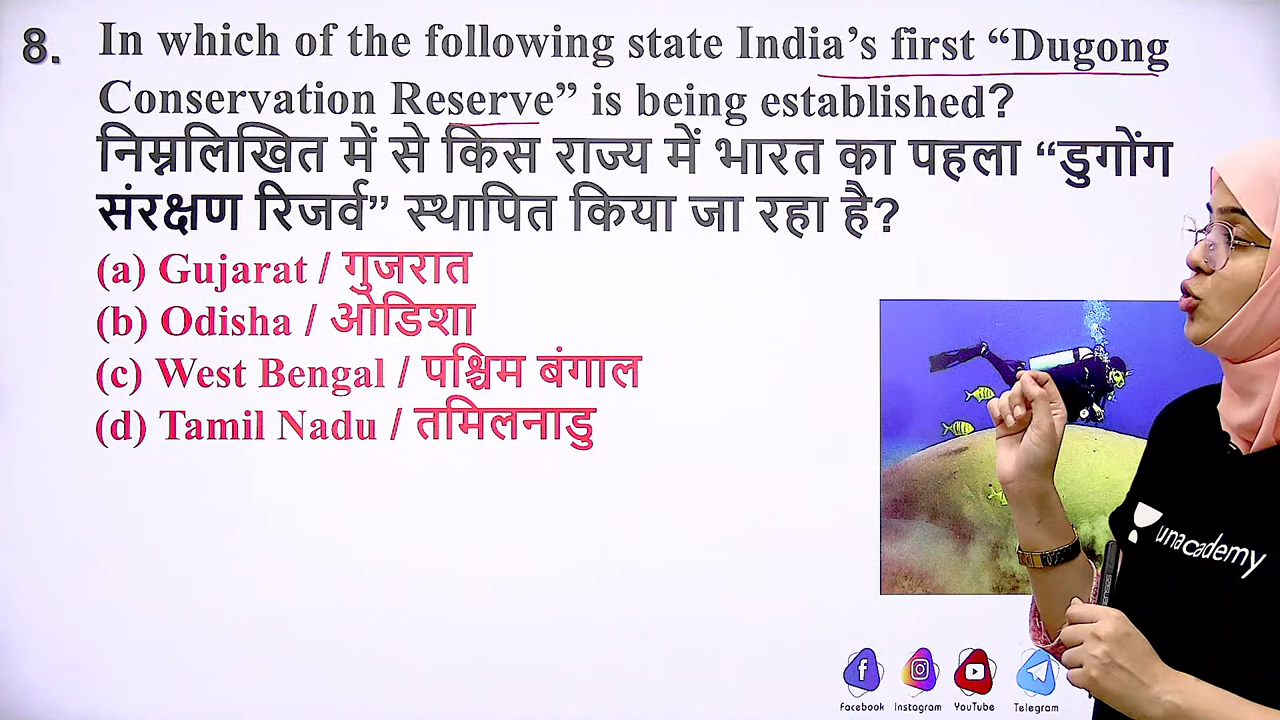 8. In which of the following state India's first “Dugong
Conservation Reserve” is being established?
निम्नलिखित में से किस राज्य में भारत का पहला “डुगोंग
संरक्षण रिजर्व” स्थापित किया जा रहा है?
(a) Gujarat / गुजरात
(b) Odisha / ओडिशा
(c) West Bengal / पश्चिम बंगाल
(d) Tamil Nadu / तमिलनाडु
unacademy
Facebook Instagram YouTube Telegram